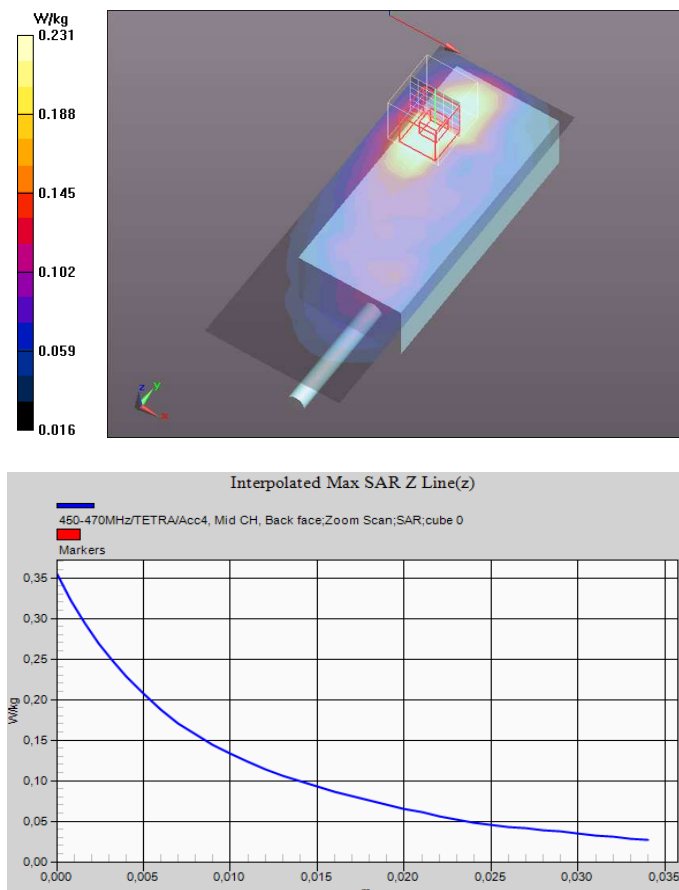 W/kg
0.231
0.188
0.145
0.102
0.059
0.016
z
y
x
Interpolated Max SAR Z Line(z)
450-470MHz/TETRA/Acc4, Mid CH, Back face;Zoom Scan;SAR;cube 0
Markers
0,35
0,30
0,25
0,20
0,15
0,10
0,05
0,00
W/kg
0,000 0,005 0,010 0,015 0,020 0,025 0,030 0,035